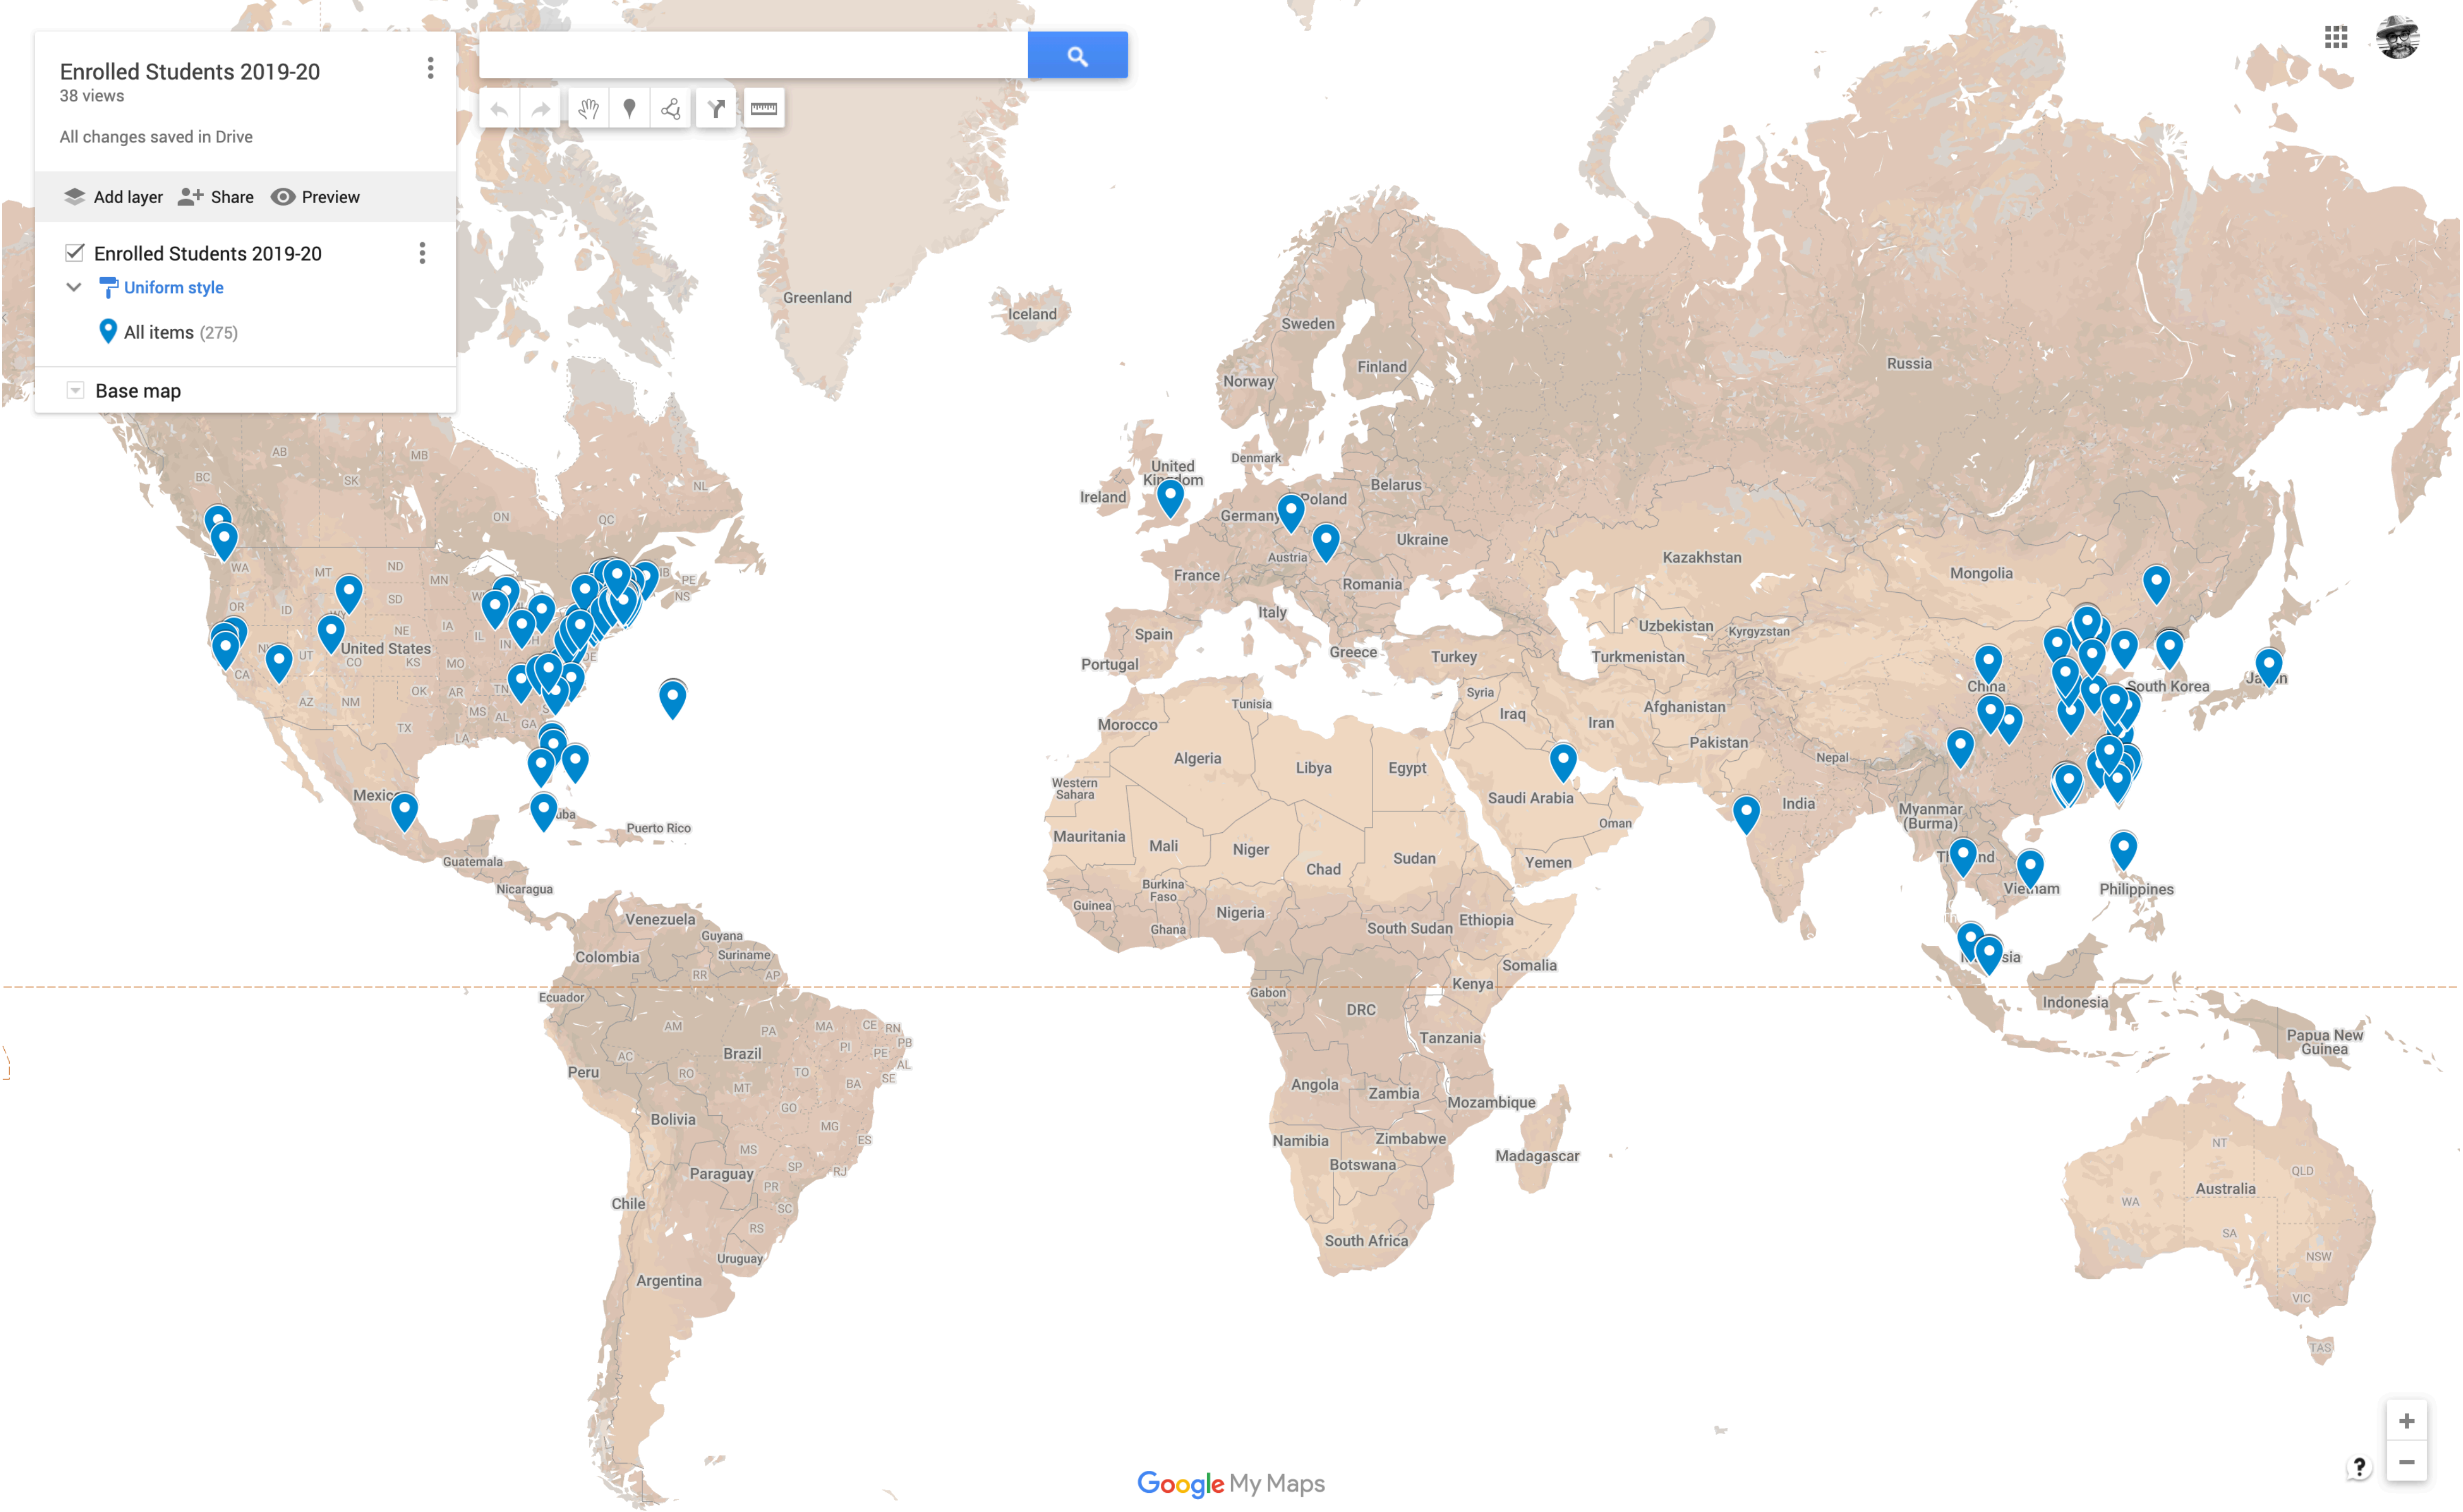 Enrolled Students 2019-20
38 views
All changes saved in Drive
Add layer Share Preview
Enrolled Students 2019-20
Uniform style
All items (275)
Base map
Greenland
Iceland
Sweden
Finland
Norway
Russia
AB
MB
BC
SK
NL
ON
QC
United
Kingdom
Ireland
Denmark
Belarus
Poland
Germany
Ukraine
Austria
France
Romania
Kazakhstan
Mongolia
WA
MT
ND
MN
PE
NS
OR
ID
SD
IA
NE
IL
IN
UT
United States
CO
KS
MO
CA
OK
AR
TN
AZ
NM
MS
AL
GA
TX
LA
Italy
Spain
Portugal
Greece
Turkey
Uzbekistan
Kyrgyzstan
Turkmenistan
China
South Korea
Syria
Tunisia
Morocco
Iraq
Iran
Afghanistan
Pakistan
Nepal
Algeria
Libya
Egypt
Western
Sahara
Saudi Arabia
India
Myanmar
(Burma)
Oman
Puerto Rico
Guatemala
Nicaragua
Mauritania
Mali
Niger
Chad
Sudan
Yemen
Vietnam
Philippines
Burkina
Faso
Guinea
Ghana
Nigeria
South Sudan
Ethiopia
Somalia
Venezuela
Guyana
Suriname
Colombia
RR
AP
Ecuador
Gabon
Kenya
DRC
Indonesia
Tanzania
Papua New
Guinea
AM
PA
MA
CE
RN
PB
PI
PE
AL
AC
Brazil
Peru
RO
TO
SE
MT
BA
Bolivia
GO
MG
ES
MS
SP
RJ
Paraguay
PR
Chile
SC
RS
Uruguay
Argentina
Angola
Zambia
Mozambique
Namibia
Zimbabwe
Botswana
Madagascar
South Africa
NT
QLD
WA
Australia
SA
NSW
VIC
TAS
Google My Maps